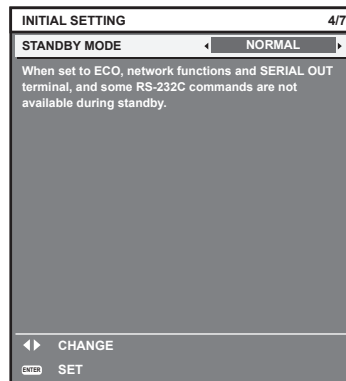 INITIAL SETTING 4/7
STANDBY MODE NORMAL
When set to ECO, network functions and SERIAL OUT
terminal, and some RS-232C commands are not
available during standby.
CHANGE
ENTER SET